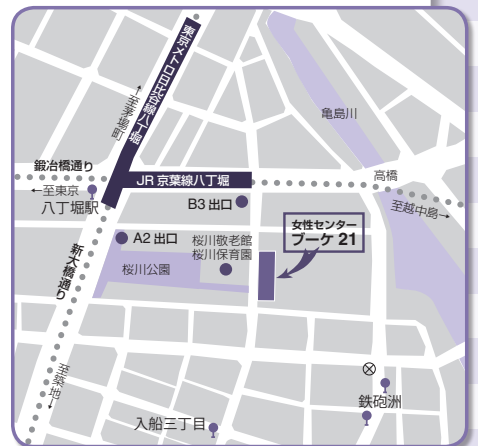 東京メトロ日比谷線八丁堀
←至茅場町
亀島川
鍛冶橋通り
←至東京
八丁堀駅
JR 京葉線八丁堀
高橋
至越中島→
B3 出口
女性センター
ブーケ 21
A2 出口
桜川敬老館
桜川保育園
桜川公園
新大橋通り
至築地→
鉄砲洲
入船三丁目